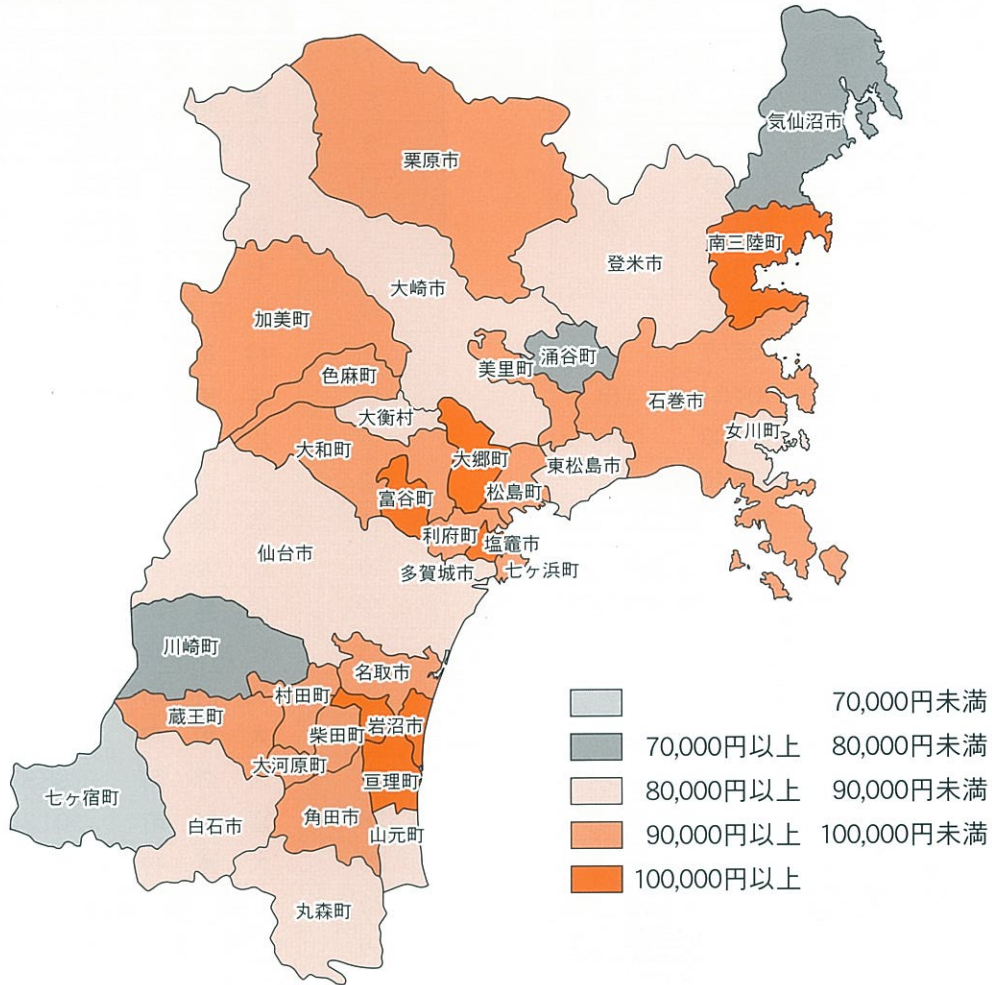 気仙沼市
栗原市
南三陸町
登米市
大崎市
加美町
涌谷町
美里町
色麻町
石巻市
大衡村
女川町
大和町
大郷町
東松島市
富谷町
松島町
利府町
塩竈市
仙台市
多賀城市
七ヶ浜町
川崎町
名取市
村田町
蔵王町
岩沼市
柴田町
大河原町
亘理町
七ヶ宿町
角田市
白石市
山元町
丸森町
70,000円未満
70,000円以上 80,000円未満
80,000円以上 90,000円未満
90,000円以上 100,000円未満
100,000円以上